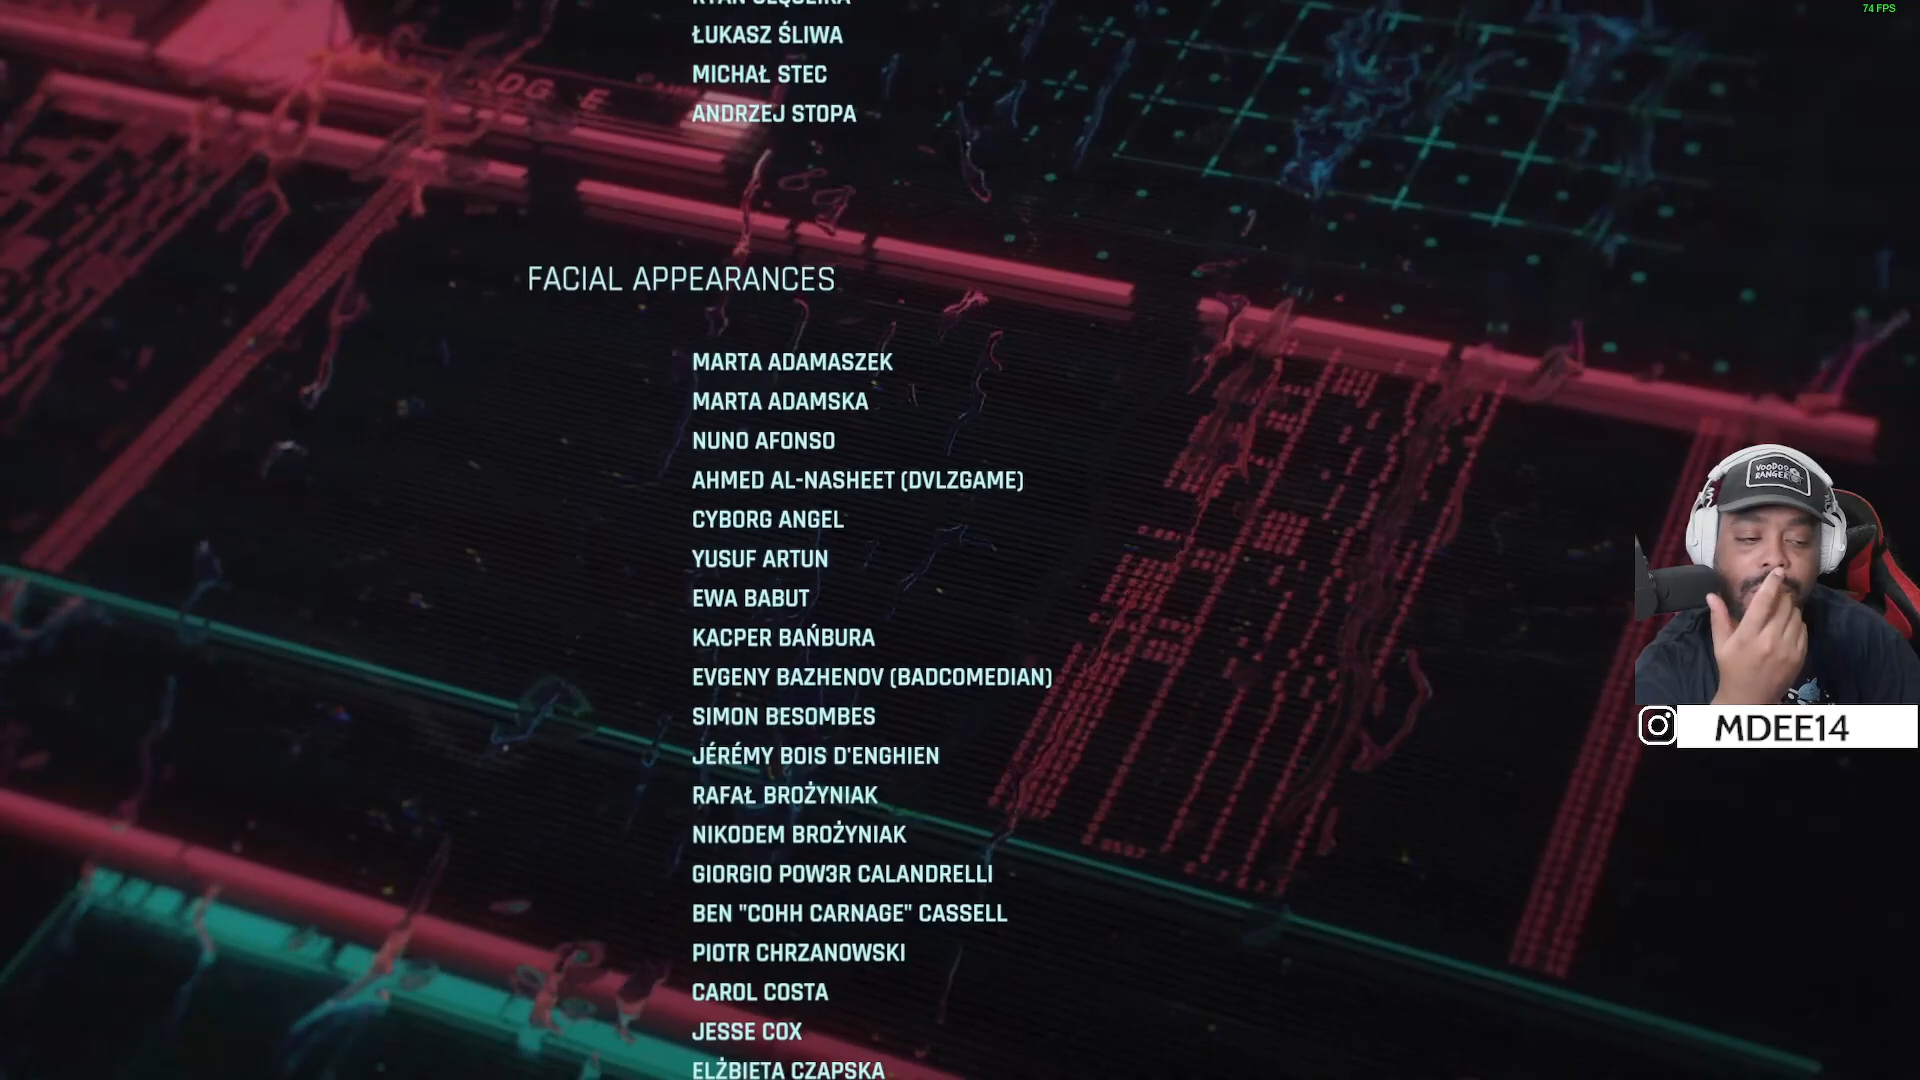 74 FPS
ŁUKASZ ŚLIWA
MICHAŁ STEC
ANDRZEJ STOPA
FACIAL APPEARANCES
MARTA ADAMASZEK
MARTA ADAMSKA
NUNO AFONSO
AHMED AL-NASHEET (DVLZGAME)
CYBORG ANGEL
YUSUF ARTUN
EWA BABUT
KACPER BAŃBURA
EVGENY BAZHENOV (BADCOMEDIAN)
SIMON BESOMBES
JÉRÉMY BOIS D'ENGHIEN
RAFAŁ BROŻYNIAK
NIKODEM BROŻYNIAK
GIORGIO POW3R CALANDRELLI
BEN "COHH CARNAGE" CASSELL
PIOTR CHRZANOWSKI
CAROL COSTA
JESSE COX
ELŻBIETA CZAPSKA
VOODOO
RANGER
MDEE14